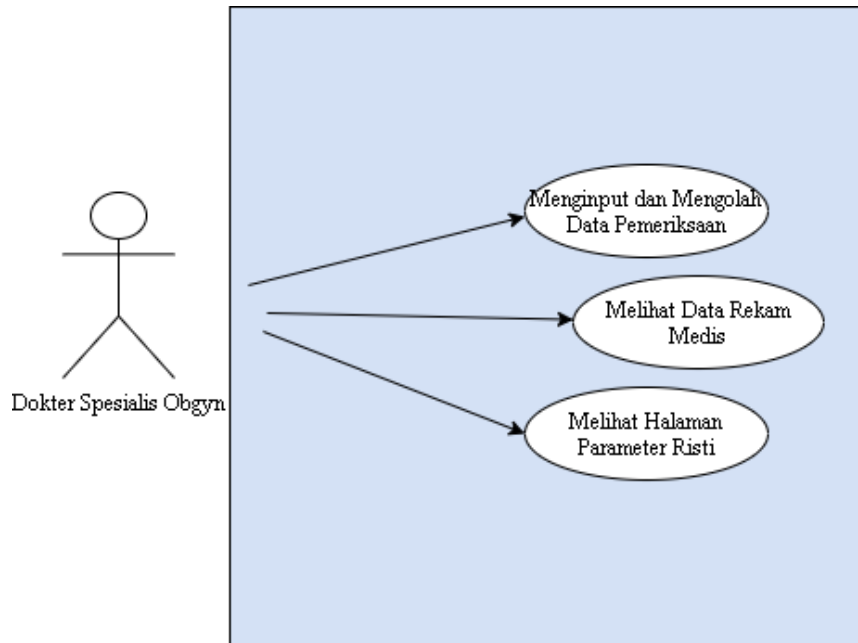 Menginput dan Mengolah
Data Pemeriksaan
Melihat Data Rekam
Medis
Dokter Spesialis Obgyn
Melihat Halaman
Parameter Risti